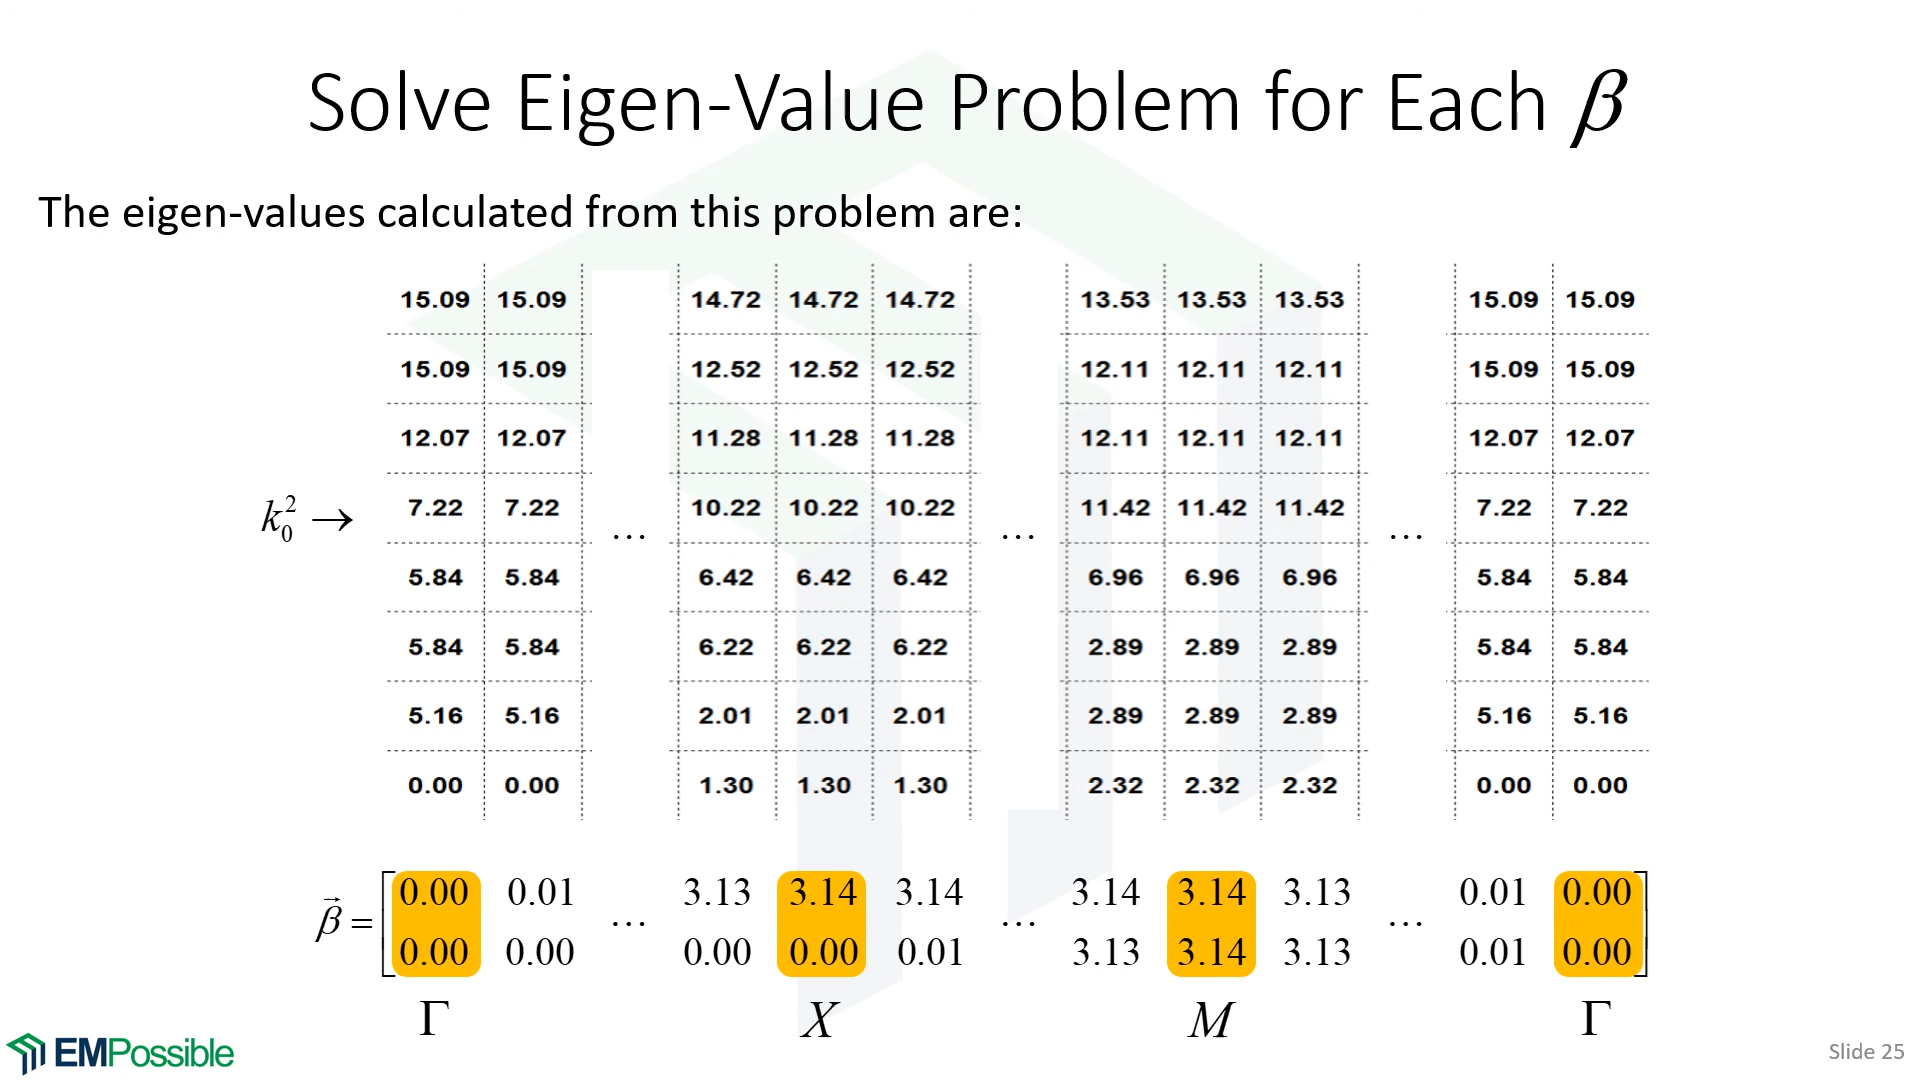 Solve Eigen-Value Problem for Each β
The eigen-values calculated from this problem are:
15.09 15.09 14.72 14.72 14.72 13.53 13.53 13.53 15.09 15.09
15.09 15.09 12.52 12.52 12.52 12.11 12.11 12.11 15.09 15.09
12.07 12.07 11.28 11.28 11.28 12.11 12.11 12.11 12.07 12.07
k₀² → 7.22 7.22 ... 10.22 10.22 10.22 ... 11.42 11.42 11.42 ... 7.22 7.22
5.84 5.84 6.42 6.42 6.42 6.96 6.96 6.96 5.84 5.84
5.84 5.84 6.22 6.22 6.22 2.89 2.89 2.89 5.84 5.84
5.16 5.16 2.01 2.01 2.01 2.89 2.89 2.89 5.16 5.16
0.00 0.00 1.30 1.30 1.30 2.32 2.32 2.32 0.00 0.00
0.00 0.01 3.13 3.14 3.14 3.14 3.14 3.13 0.01 0.00
β⃗ = ... ... ...
0.00 0.00 0.00 0.00 0.01 3.13 3.14 3.13 0.01 0.00
Γ X M Γ
EMPossible
Slide 25